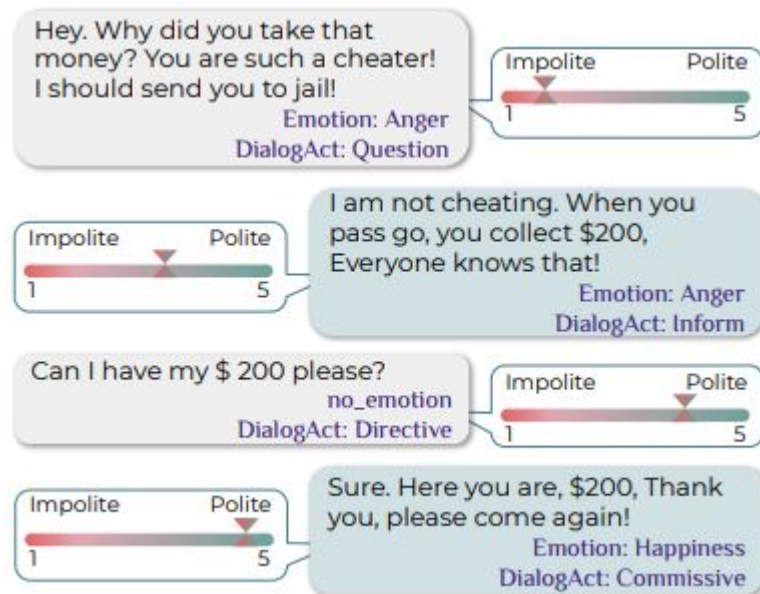 Hey. Why did you take that
money? You are such a cheater!
I should send you to jail!
Emotion: Anger
DialogAct: Question
Impolite Polite
1 5
I am not cheating. When you
pass go, you collect $200,
Everyone knows that!
Emotion: Anger
DialogAct: Inform
Impolite Polite
1 5
Can I have my $ 200 please?
no_emotion
DialogAct: Directive
Impolite Polite
1 5
Sure. Here you are, $200, Thank
you, please come again!
Emotion: Happiness
DialogAct: Commissive
Impolite Polite
1 5